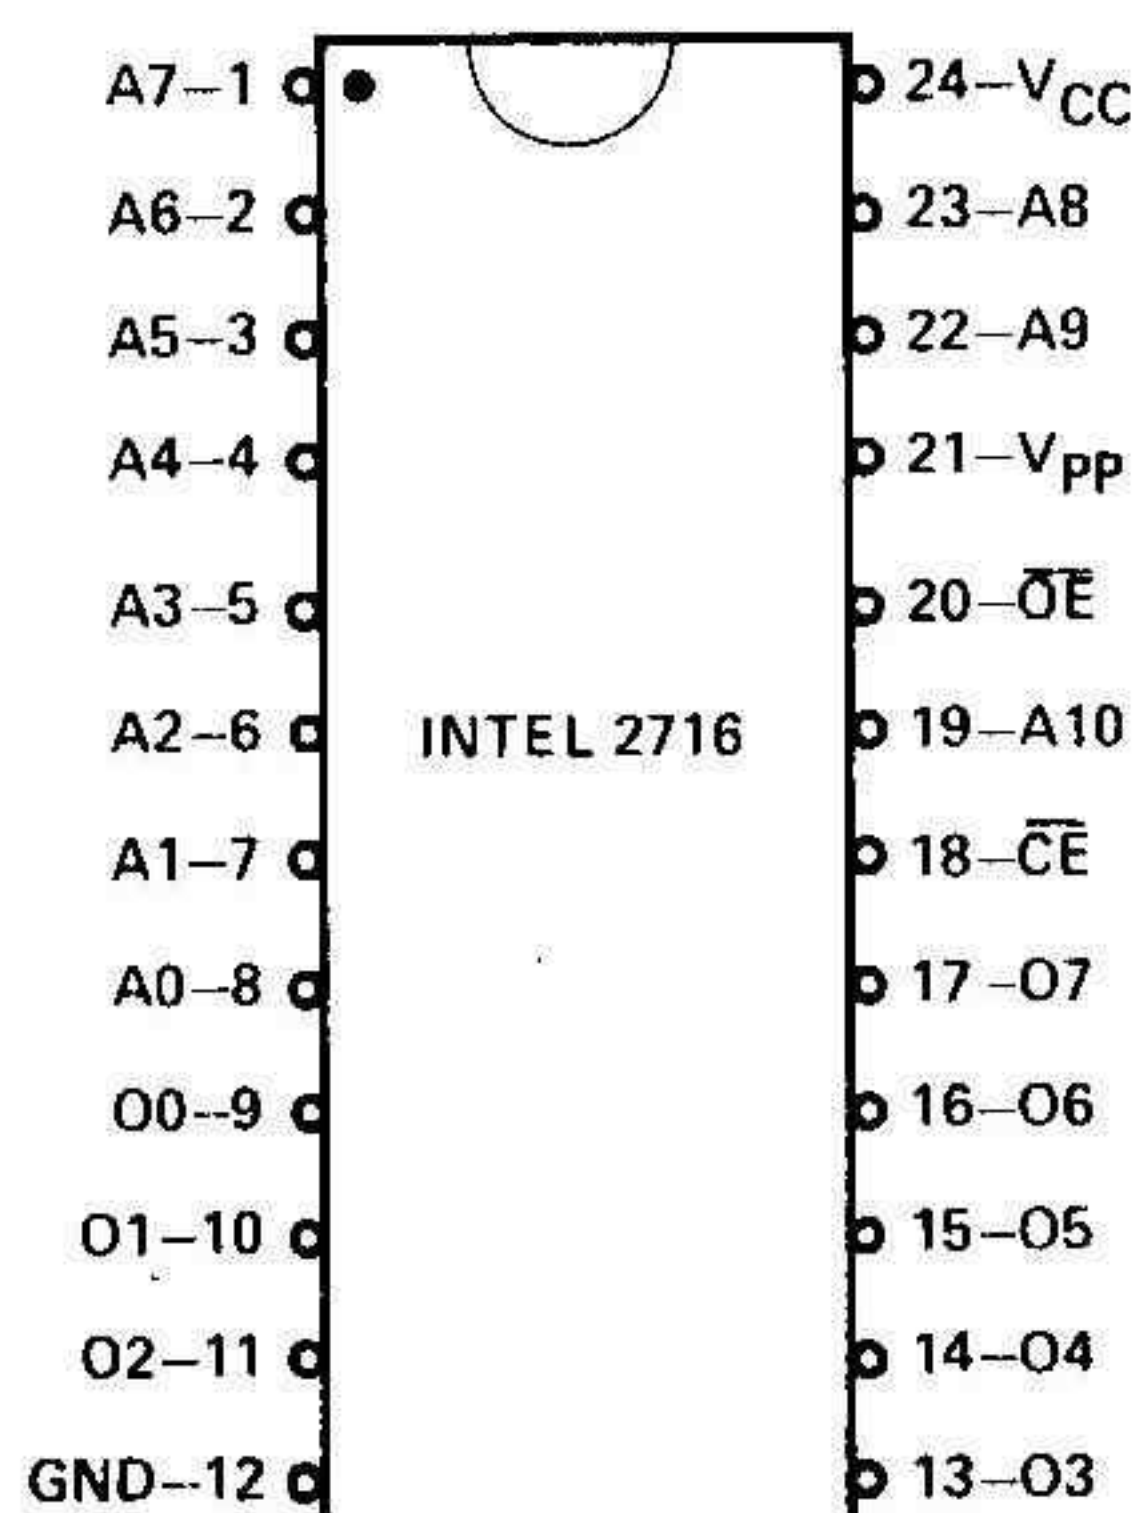 A7–1 24–VCC
A6–2 23–A8
A5–3 22–A9
A4–4 21–Vpp
A3–5 20–O̅E̅
A2–6 INTEL 2716 19–A10
A1–7 18–C̅E̅
A0–8 17–O7
O0–9 16–O6
O1–10 15–O5
O2–11 14–O4
GND–12 13–O3